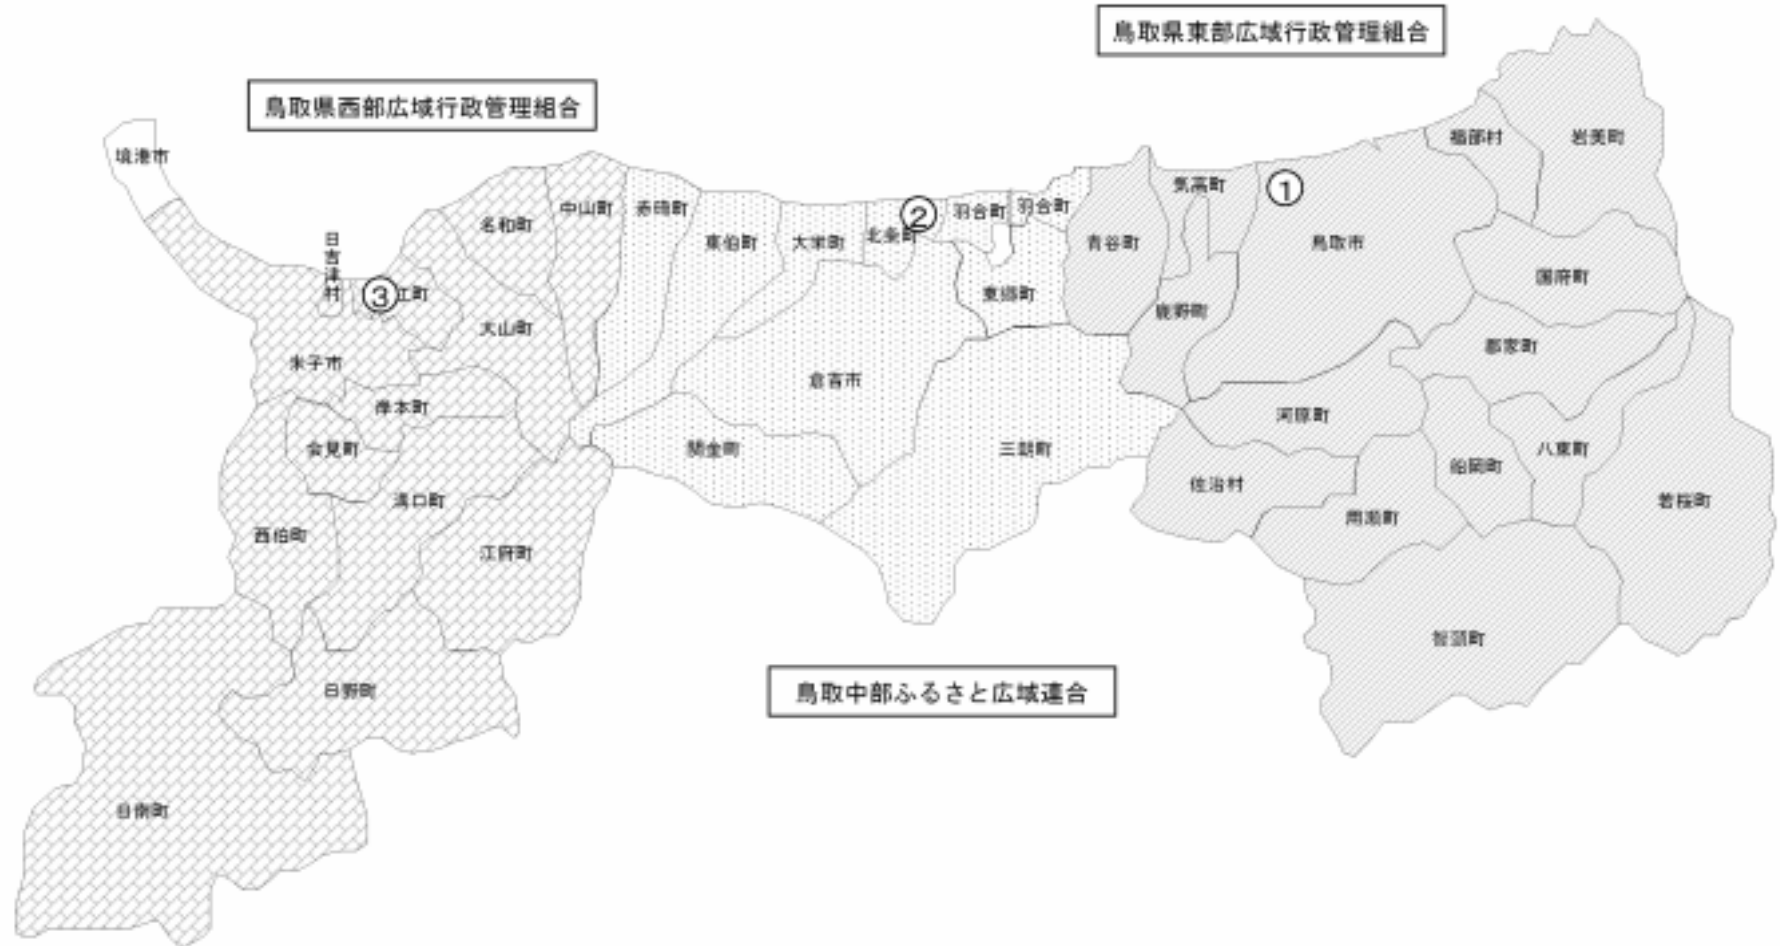 鳥取県東部広域行政管理組合
鳥取県西部広域行政管理組合
境港市
福部村
岩美町
気高町
①
名和町
中山町
赤碕町
②
羽合町
羽合町
東伯町
大栄町
北条町
青谷町
鳥取市
日吉津村
国府町
③
江町
東郷町
鹿野町
大山町
郡家町
米子市
倉吉市
岸本町
河原町
会見町
関金町
三朝町
船岡町
八東町
佐治村
溝口町
用瀬町
若桜町
西伯町
江府町
智頭町
日野町
鳥取中部ふるさと広域連合
日南町